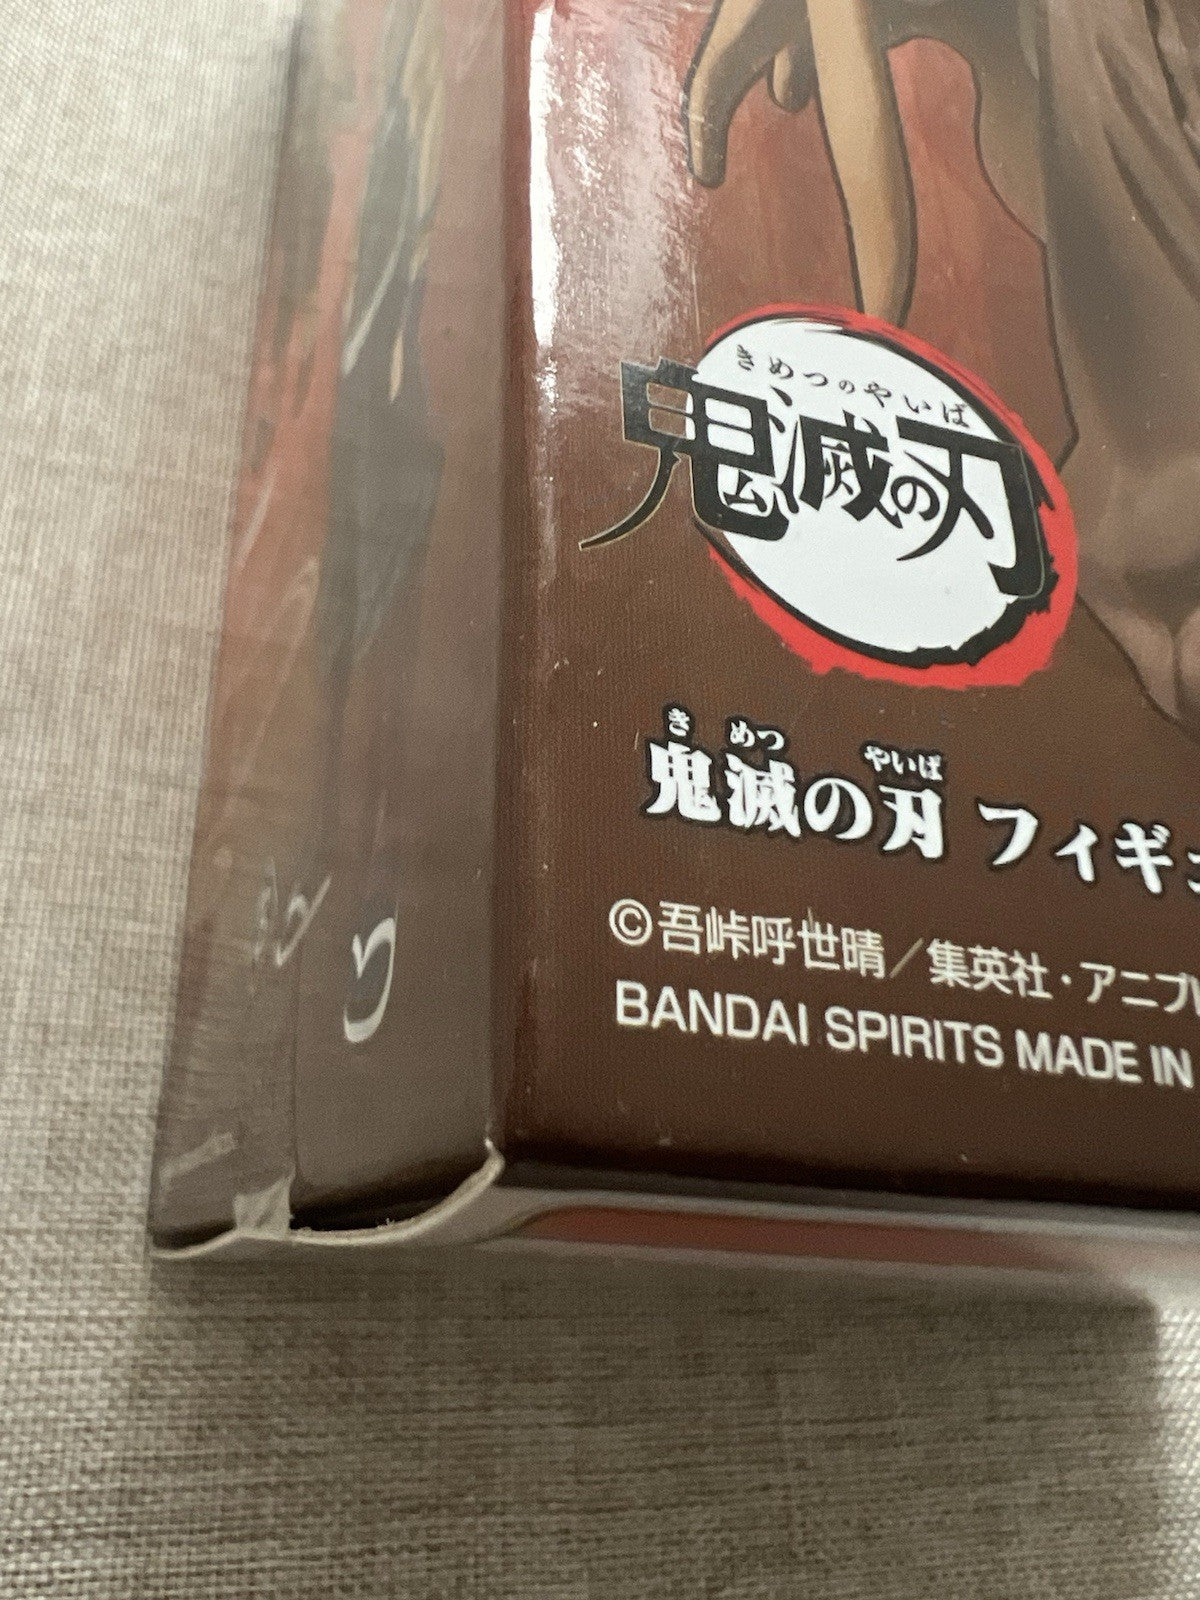 きめつのやいば
鬼滅の刃
き めつ やいば
鬼滅の刃 フィギュ
©吾峠呼世晴／集英社・アニプレ
BANDAI SPIRITS MADE IN